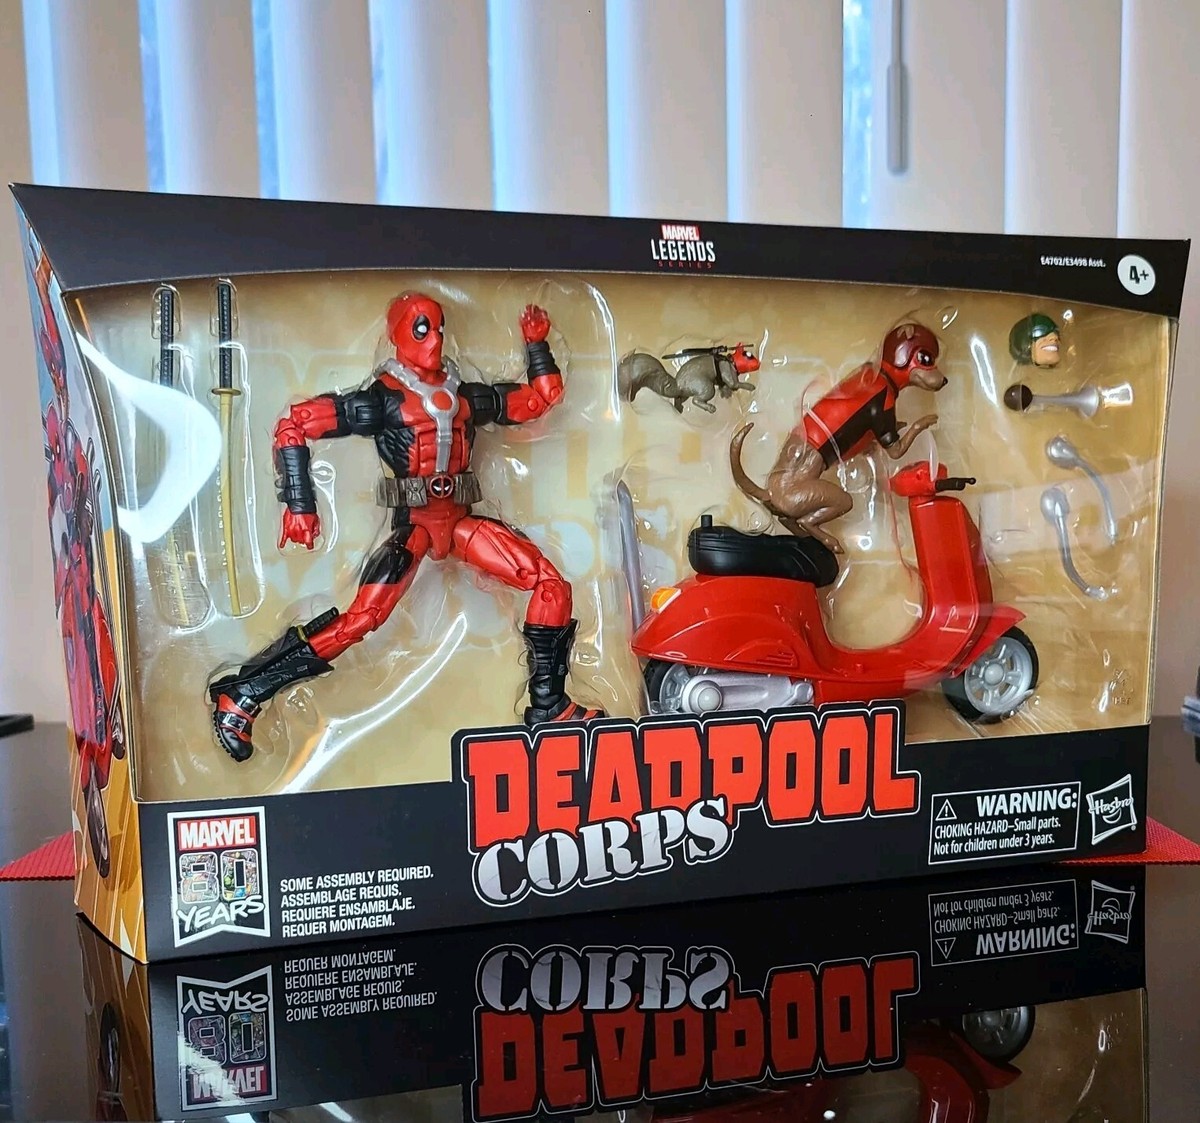 MARVEL
LEGENDS
SERIES
E4702/E3498 Asst.
4+
DEADPOOL
CORPS
MARVEL
80
YEARS
SOME ASSEMBLY REQUIRED.
ASSEMBLAGE REQUIS.
REQUIERE ENSAMBLAJE.
REQUER MONTAGEM.
WARNING:
CHOKING HAZARD–Small parts.
Not for children under 3 years.
Hasbro